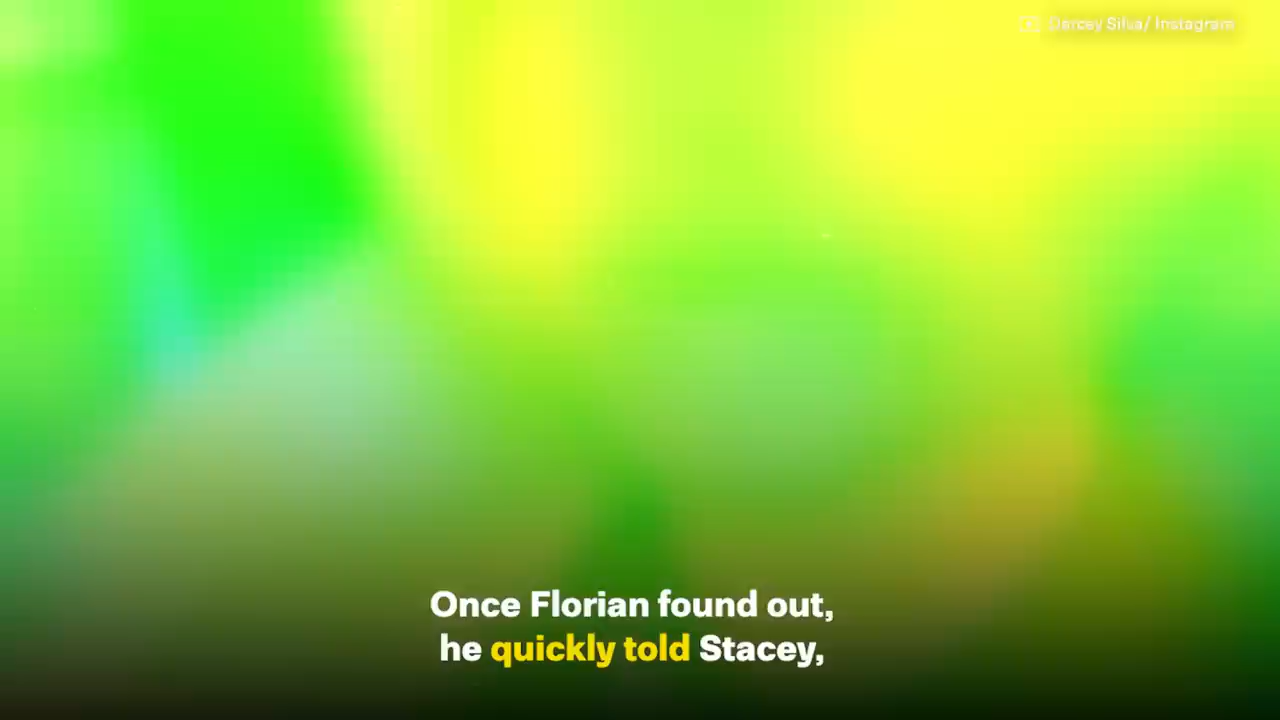 Darcey Silva/ Instagram
Once Florian found out,
he quickly told Stacey,